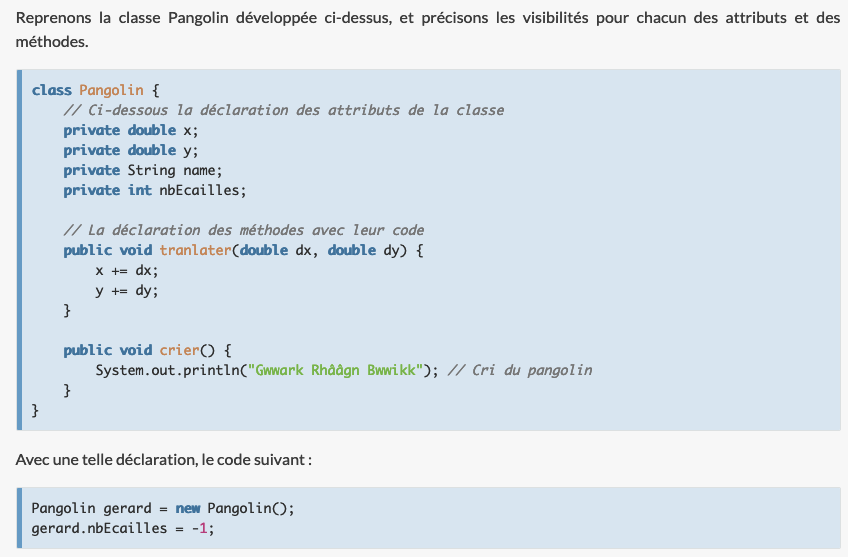 Reprenons la classe Pangolin développée ci-dessus, et précisons les visibilités pour chacun des attributs et des
méthodes.
class Pangolin {
    // Ci-dessous la déclaration des attributs de la classe
    private double x;
    private double y;
    private String name;
    private int nbEcailles;

    // La déclaration des méthodes avec leur code
    public void tranlater(double dx, double dy) {
        x += dx;
        y += dy;
    }

    public void crier() {
        System.out.println("Gwwark Rhââgn Bwwikk"); // Cri du pangolin
    }
}
Avec une telle déclaration, le code suivant :
Pangolin gerard = new Pangolin();
gerard.nbEcailles = -1;